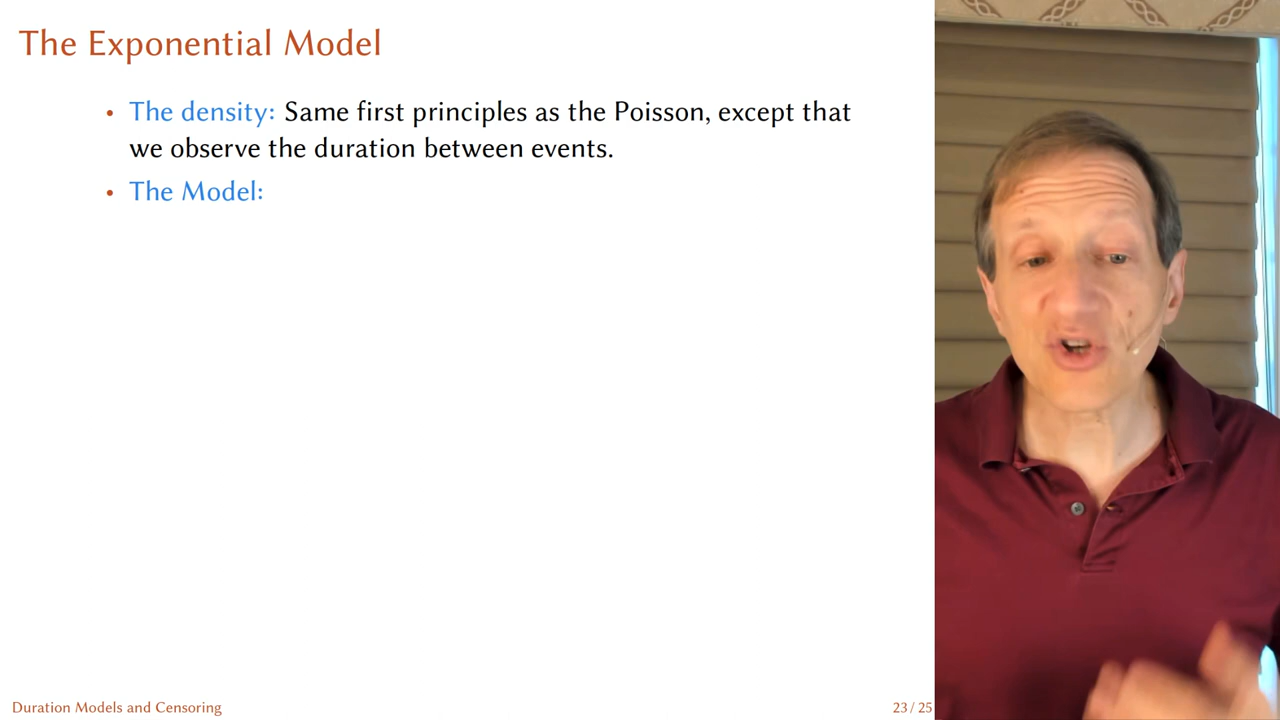 The Exponential Model
• The density: Same first principles as the Poisson, except that
we observe the duration between events.
• The Model:
Duration Models and Censoring
23 / 25